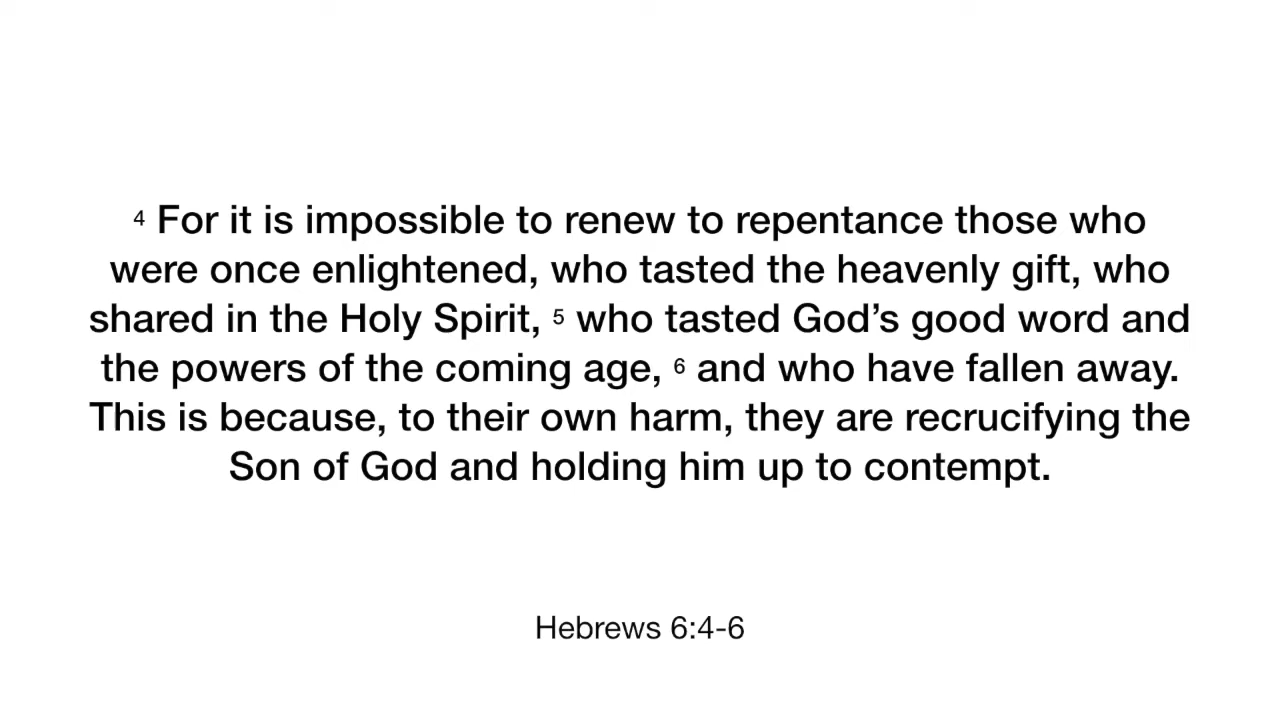 4 For it is impossible to renew to repentance those who
were once enlightened, who tasted the heavenly gift, who
shared in the Holy Spirit, 5 who tasted God’s good word and
the powers of the coming age, 6 and who have fallen away.
This is because, to their own harm, they are recrucifying the
Son of God and holding him up to contempt.
Hebrews 6:4-6